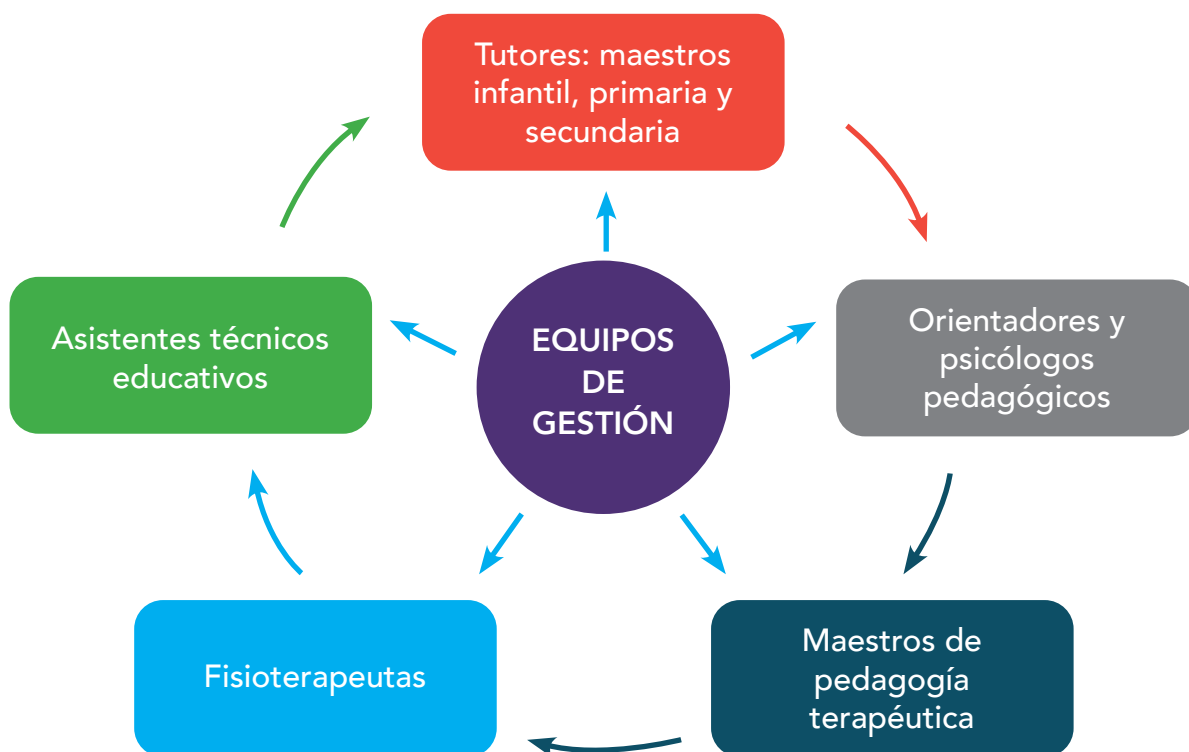 Tutores: maestros
infantil, primaria y
secundaria
Asistentes técnicos
educativos
EQUIPOS
DE
GESTIÓN
Orientadores y
psicólogos
pedagógicos
Fisioterapeutas
Maestros de
pedagogía
terapéutica